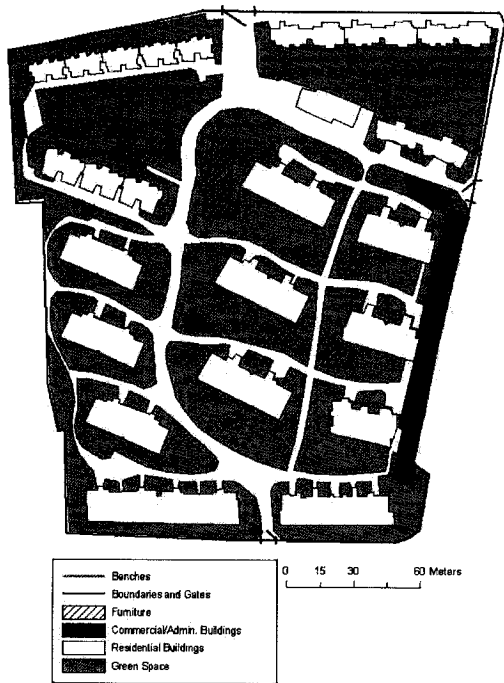 Benches
Boundaries and Gates
Furniture
Commercial/Admin. Buildings
Residential Buildings
Green Space
0 15 30 60 Meters